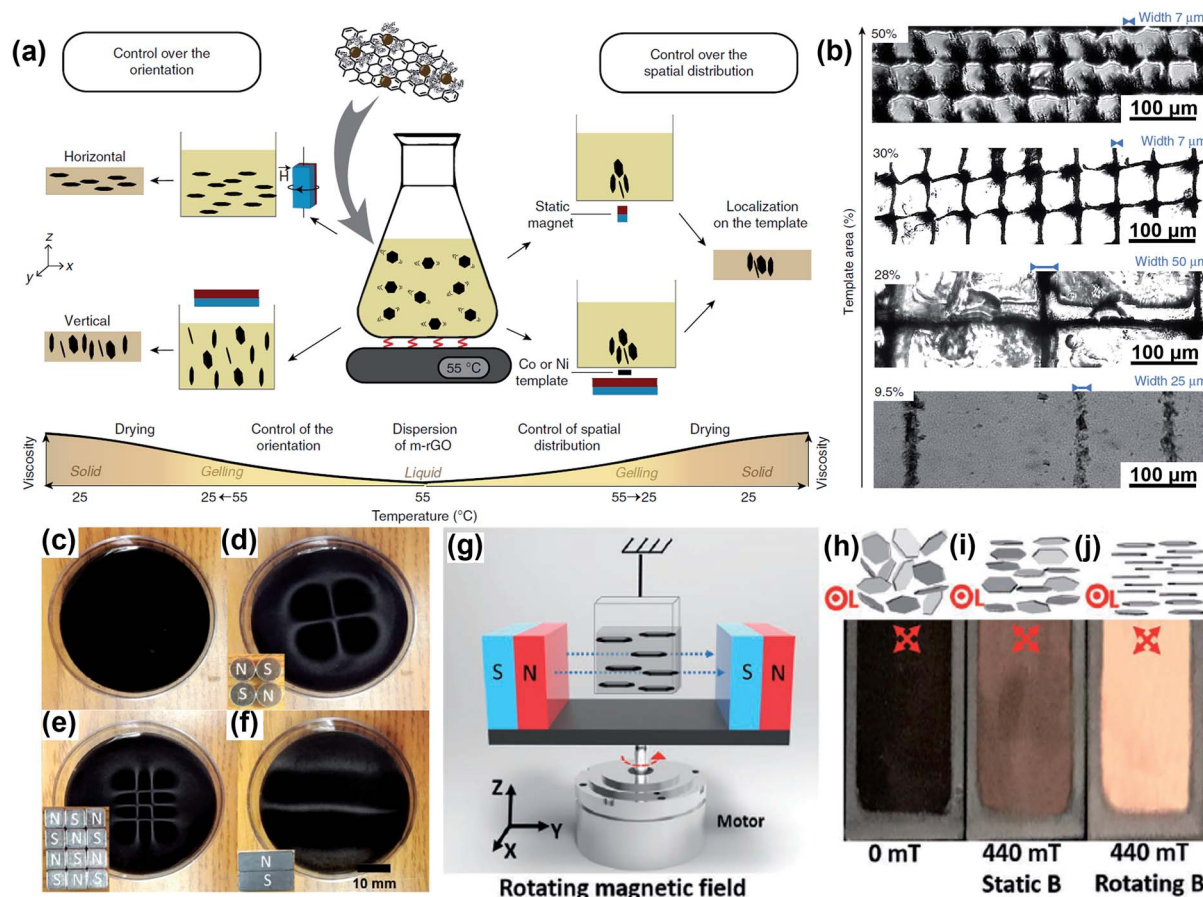 (a)
Control over the
orientation
Control over the
spatial distribution
Horizontal
H
z
y
x
Vertical
Static
magnet
Localization
on the template
Co or Ni
template
55 °C
Drying
Control of the
orientation
Dispersion
of m-rGO
Control of spatial
distribution
Drying
Viscosity
Solid
Gelling
Liquid
Gelling
Solid
Viscosity
25
25←55
55
55→25
25
Temperature (°C)
(b)
Template area (%)
50%
Width 7 µm
100 µm
30%
Width 7 µm
100 µm
28%
Width 50 µm
100 µm
9.5%
Width 25 µm
100 µm
(c)
(d)
N S
S N
(e)
N S N
S N S
N S N
S N S
(f)
N
S
10 mm
(g)
S N
S N
Z
Y
X
Motor
Rotating magnetic field
(h)
L
(i)
L
(j)
L
0 mT
440 mT
Static B
440 mT
Rotating B